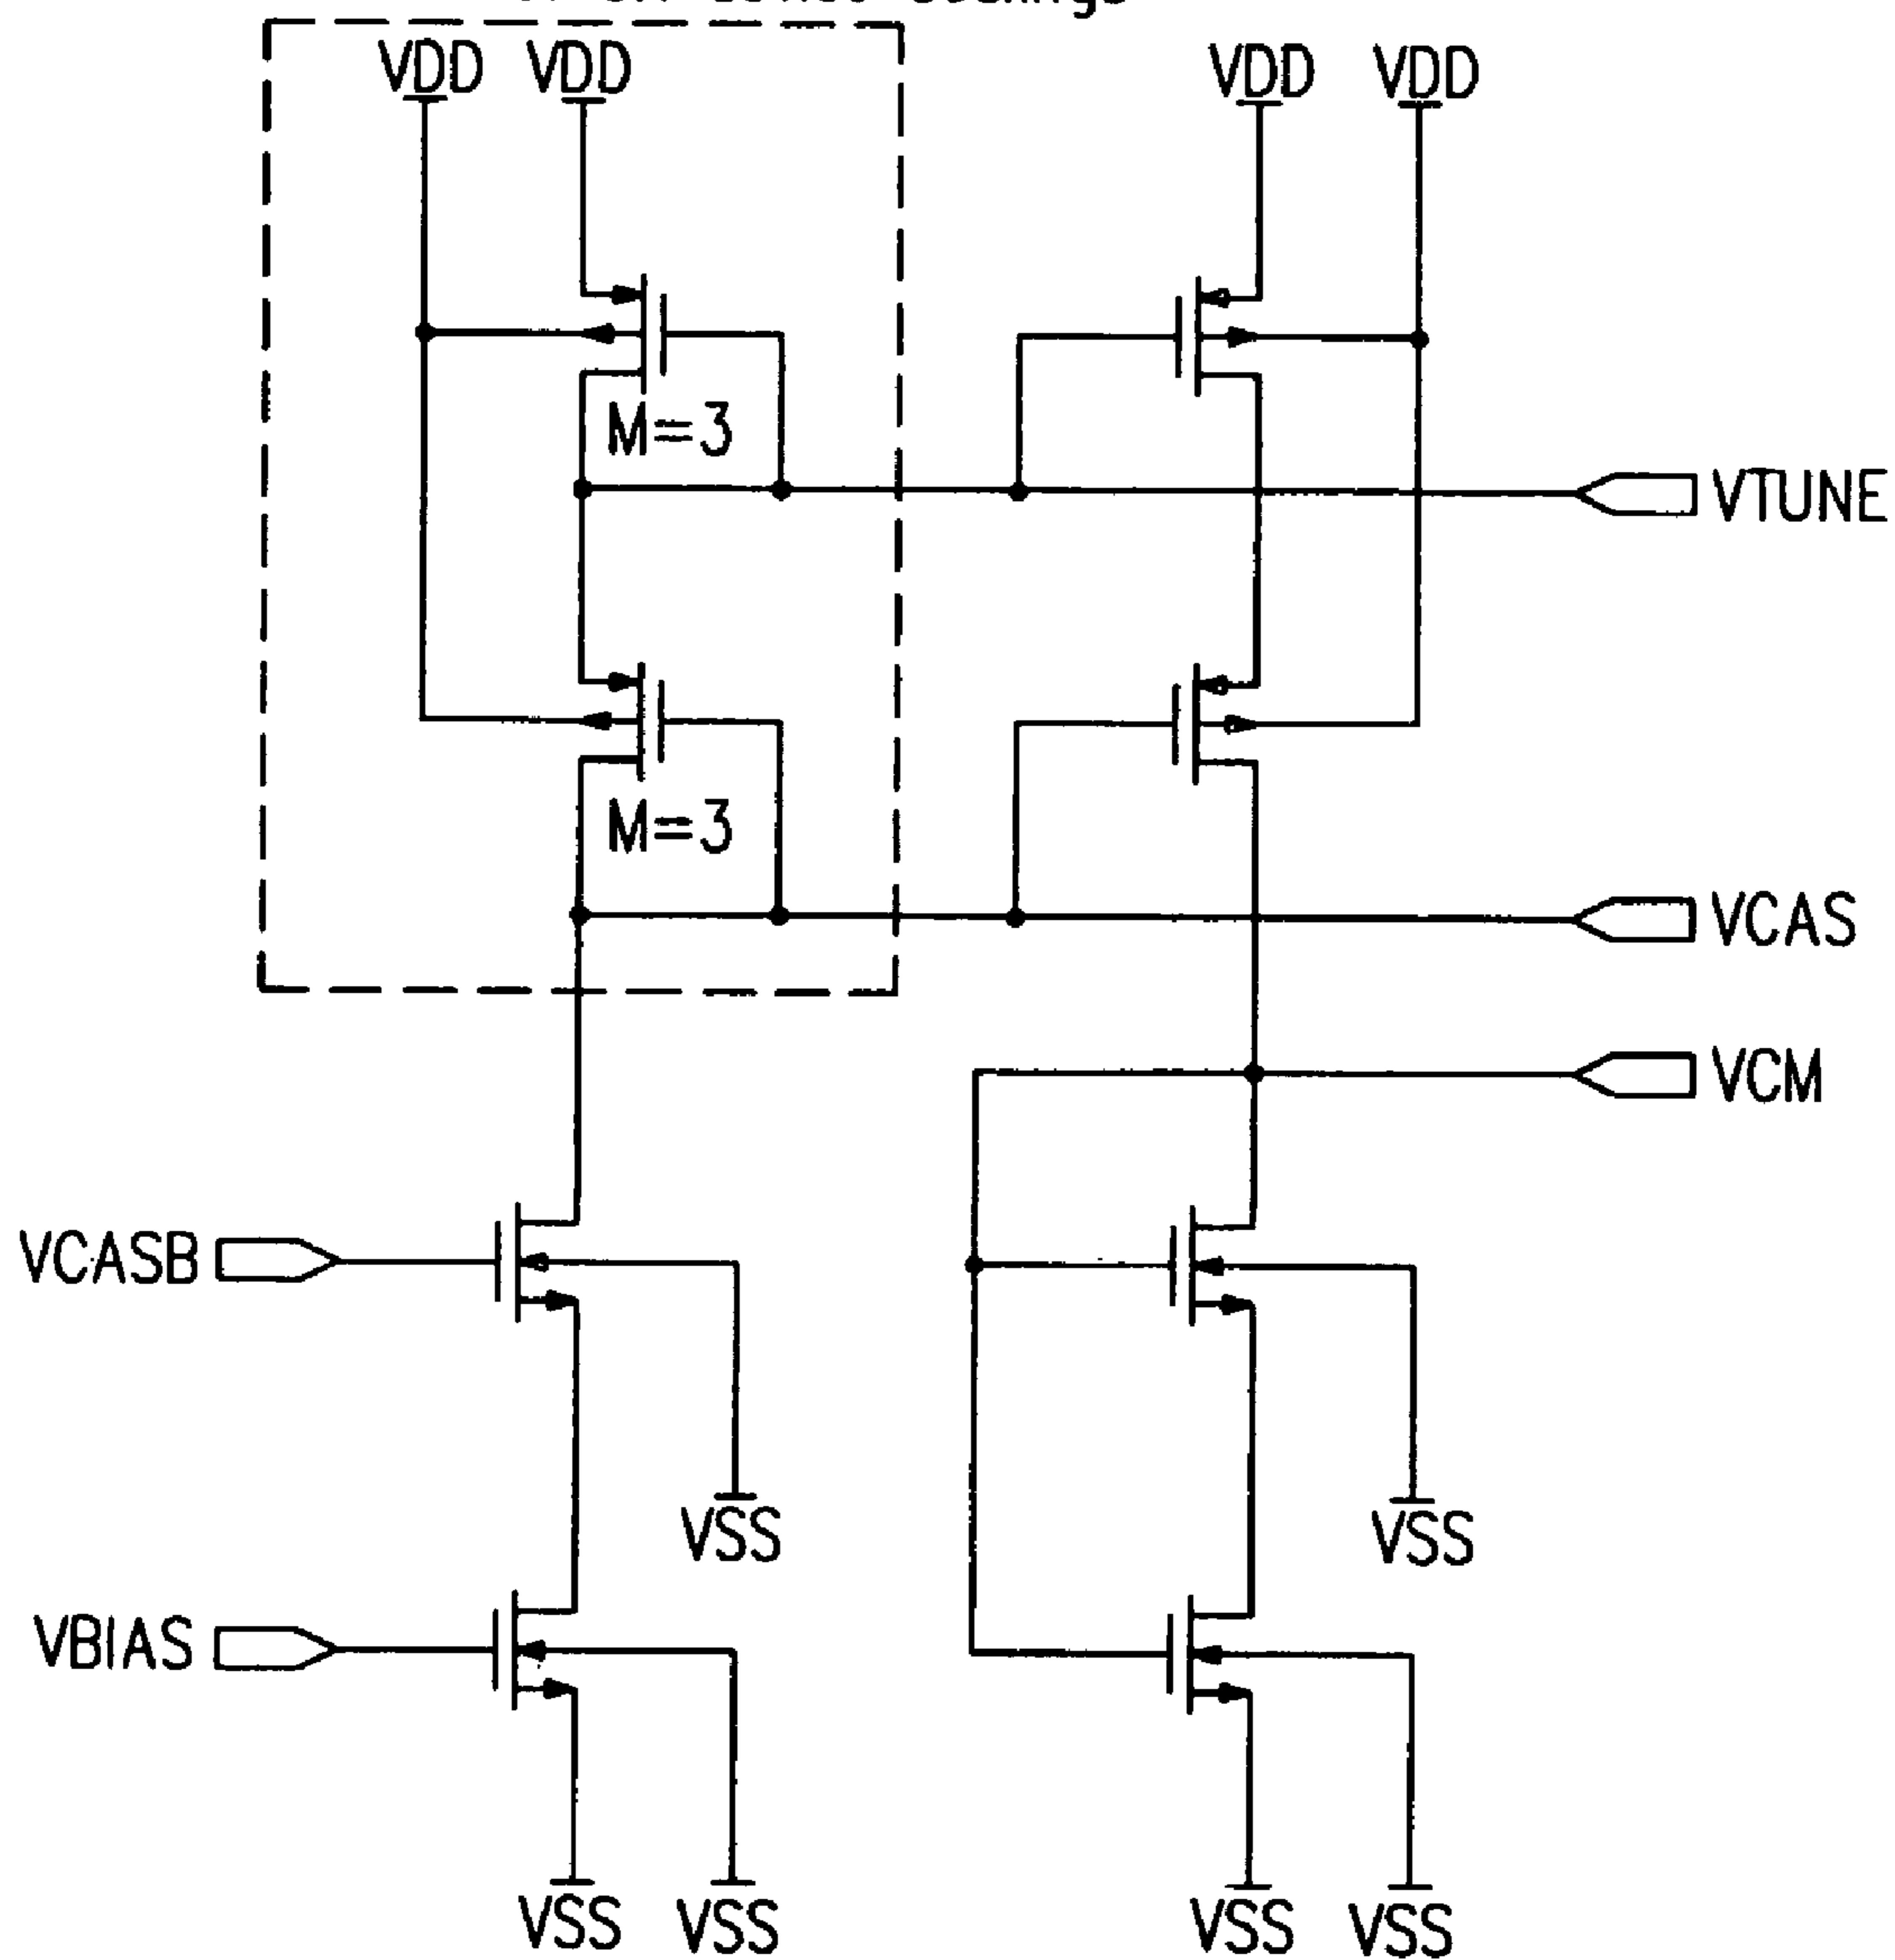 VDD VDD VDD VDD
M=3
VTUNE
M=3
VCAS
VCM
VCASB
VSS VSS
VBIAS
VSS VSS VSS VSS